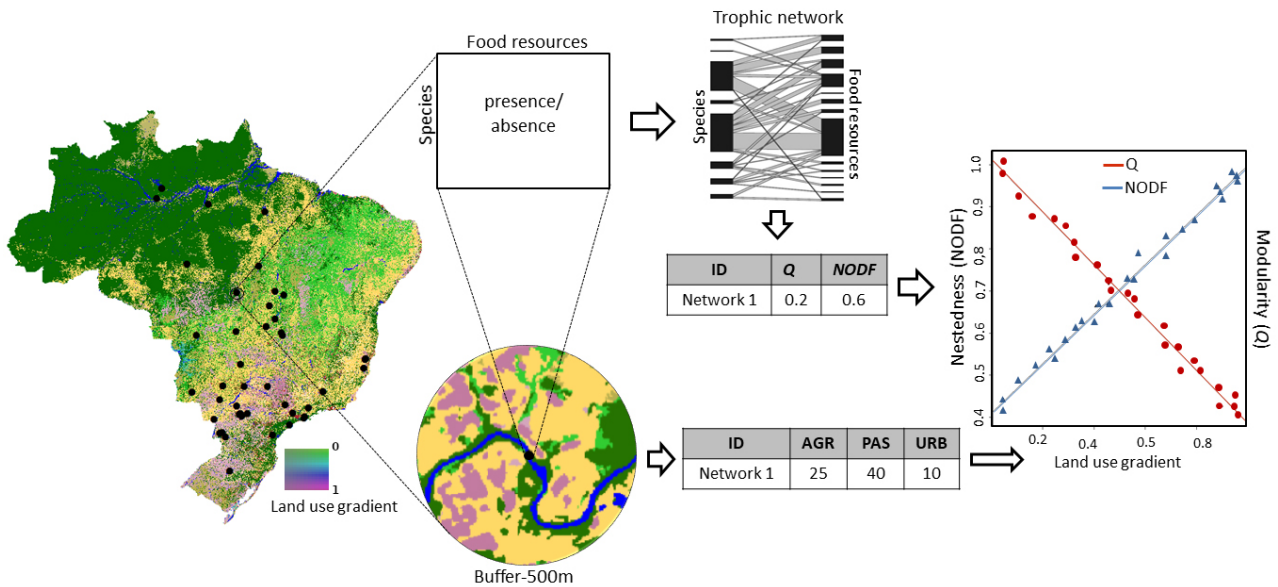 Trophic network
Food resources
Species
presence/
absence
Species
Food resources
ID Q NODF
Network 1 0.2 0.6
Q
NODF
Nestedness (NODF)
1.0
0.9
0.8
0.7
0.6
0.5
0.4
Modularity (Q)
0.2 0.4 0.5 0.8
Land use gradient
0
1
Land use gradient
ID AGR PAS URB
Network 1 25 40 10
Buffer-500m